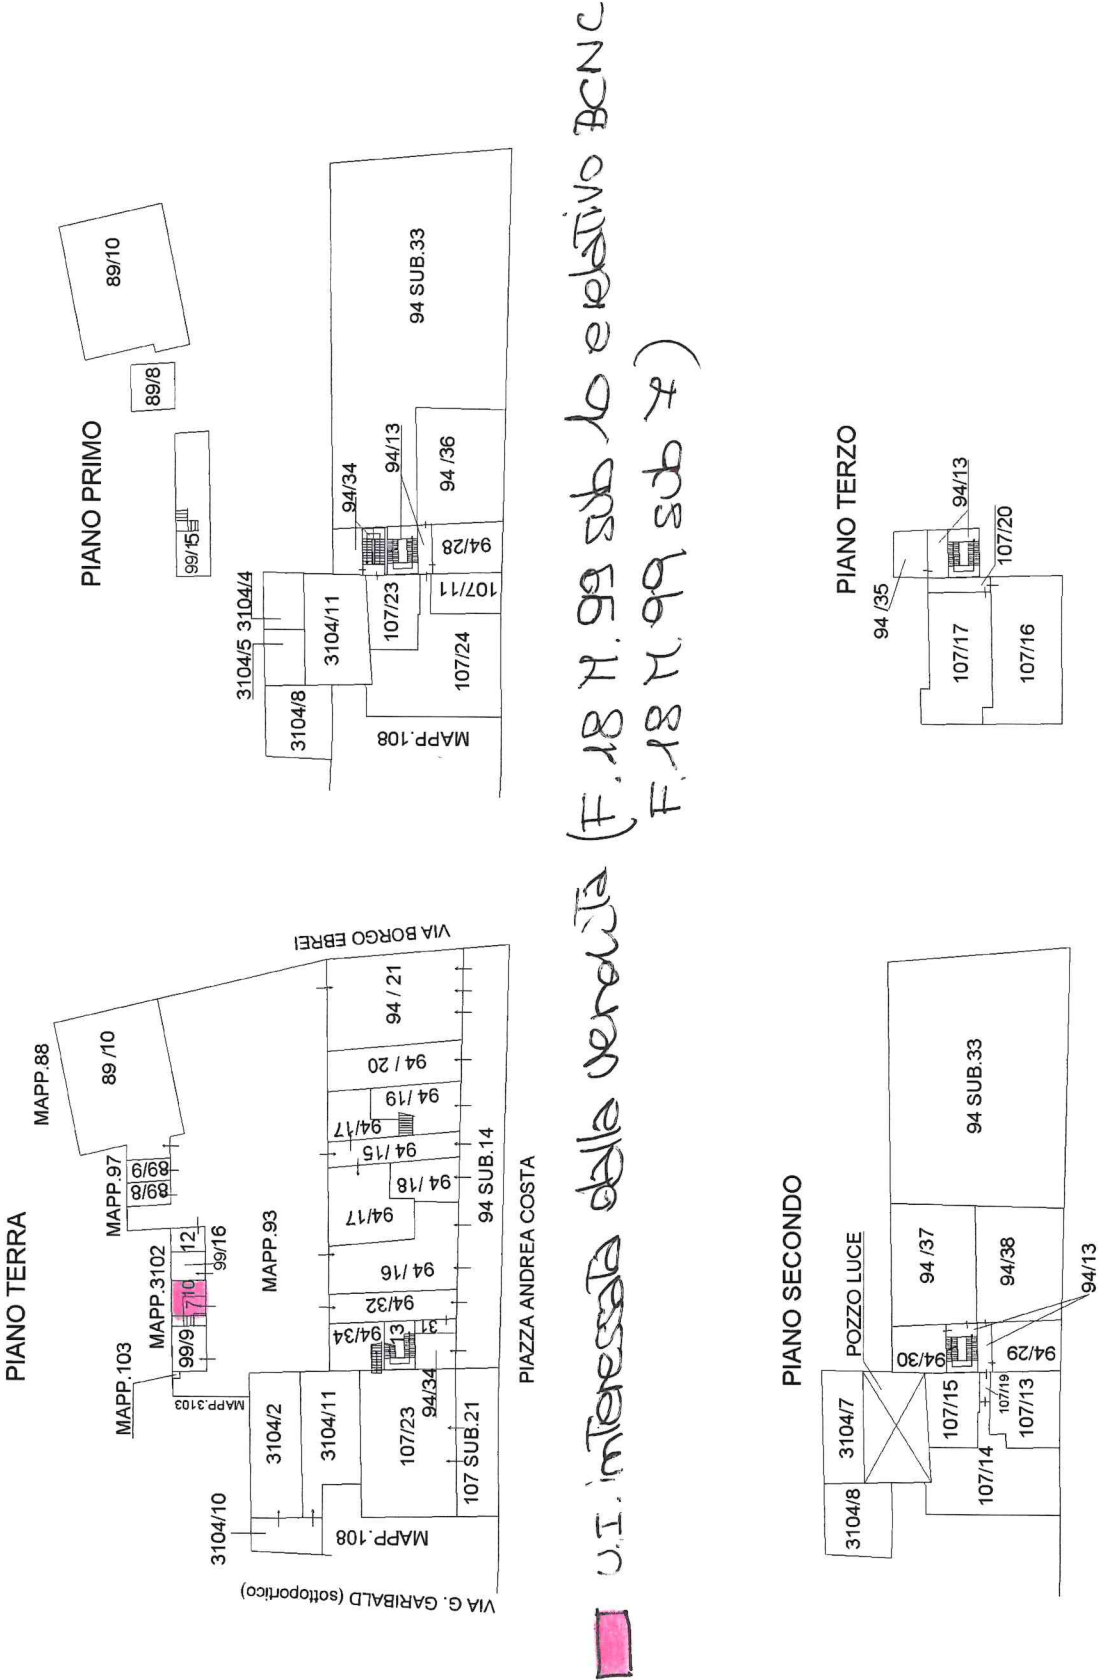 PIANO TERRA
MAPP.88
89 /10
MAPP.97
89/9
89/8
12
99/16
MAPP.3102
10
7
99/9
MAPP.103
MAPP.3103
MAPP.93
VIA BORGO EBREI
94 / 21
94 / 20
94 /19
94/17
94 /15
94 /18
94/17
94 /16
94/32
94/34
13
31
94/34
94 SUB.14
PIAZZA ANDREA COSTA
3104/2
3104/11
3104/10
107/23
107 SUB.21
MAPP.108
VIA G. GARIBALD (sottoportico)
PIANO PRIMO
89/10
89/8
99/15
3104/4
3104/5
3104/11
3104/8
94/34
94/13
94 SUB.33
94 /36
94/28
107/11
107/23
107/24
MAPP.108
U.I. interessata dalla vendita (F.18 M.99 sub 10 e relativo BCNC
F.18 M.99 sub 7)
PIANO SECONDO
POZZO LUCE
3104/7
3104/8
94 SUB.33
94 /37
94/38
94/13
94/30
94/29
107/15
107/19
107/13
107/14
PIANO TERZO
94 /35
94/13
107/20
107/17
107/16